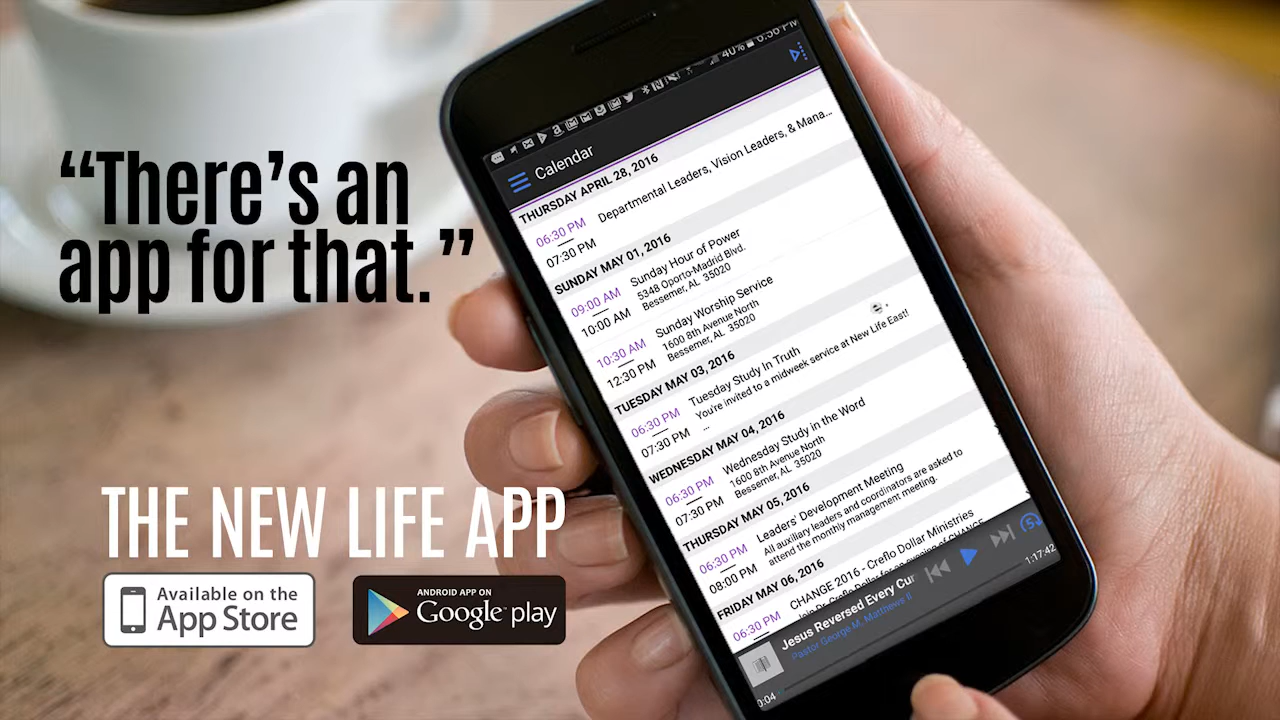 “There’s an
app for that.”
THE NEW LIFE APP
Available on the
App Store
ANDROID APP ON
Google play
40% 6:56 PM
Calendar
THURSDAY APRIL 28, 2016
06:30 PM Departmental Leaders, Vision Leaders, & Mana...
07:30 PM
SUNDAY MAY 01, 2016
09:00 AM Sunday Hour of Power
5348 Oporto-Madrid Blvd.
10:00 AM Bessemer, AL 35020
10:30 AM Sunday Worship Service
1600 8th Avenue North
12:30 PM Bessemer, AL. 35020
TUESDAY MAY 03, 2016
06:30 PM Tuesday Study In Truth
You're invited to a midweek service at New Life East!
07:30 PM ...
WEDNESDAY MAY 04, 2016
06:30 PM Wednesday Study in the Word
1600 8th Avenue North
07:30 PM Bessemer, AL. 35020
THURSDAY MAY 05, 2016
06:30 PM Leaders' Development Meeting
All auxiliary leaders and coordinators are asked to
08:00 PM attend the monthly management meeting.
FRIDAY MAY 06, 2016
06:30 PM CHANGE 2016 - Creflo Dollar Ministries
Jesus Reversed Every Cur
Pastor George M. Matthews II
0:04 1:17:42
5